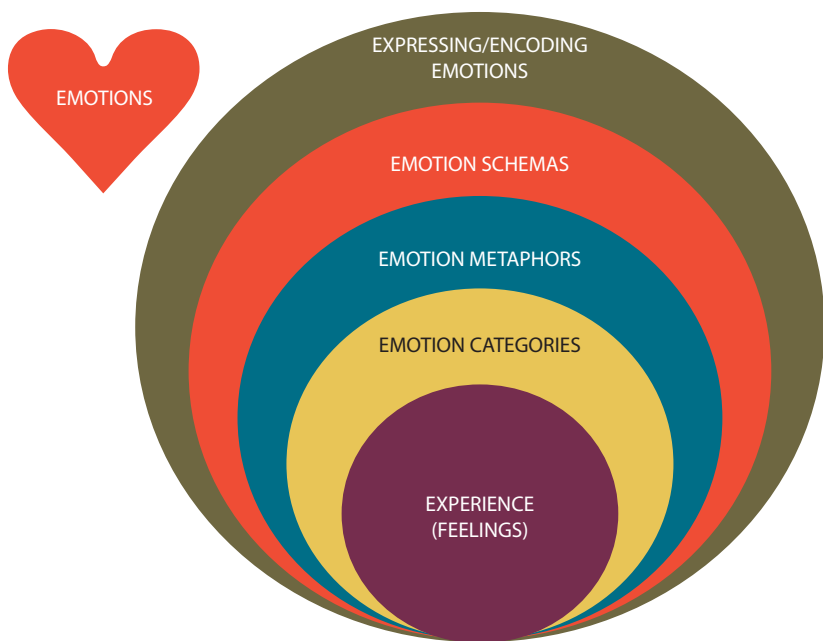 EMOTIONS
EXPRESSING/ENCODING
EMOTIONS
EMOTION SCHEMAS
EMOTION METAPHORS
EMOTION CATEGORIES
EXPERIENCE
(FEELINGS)